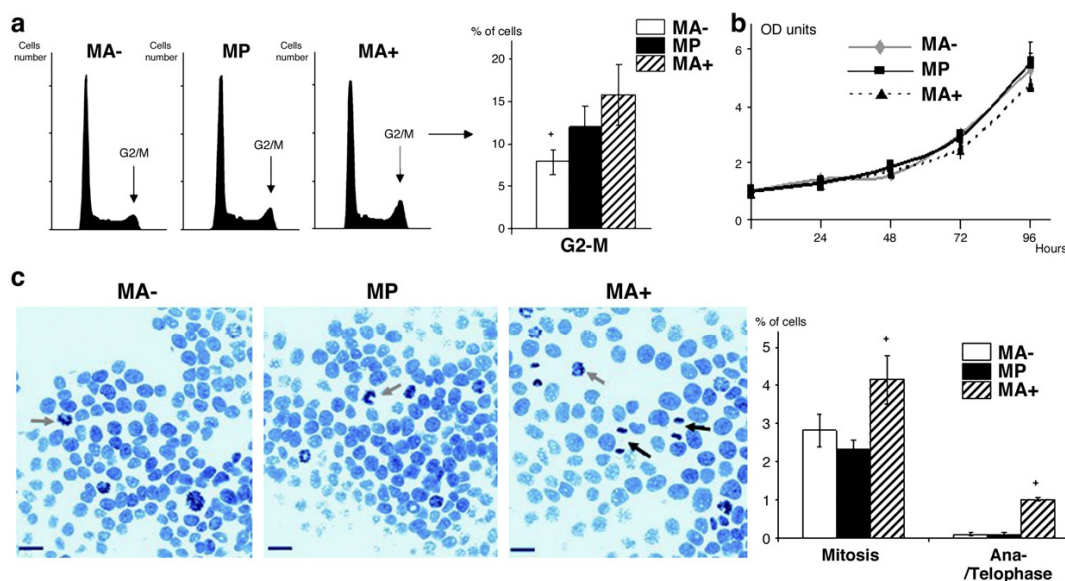 a
Cells
number
MA-
G2/M
Cells
number
MP
G2/M
Cells
number
MA+
G2/M
% of cells
20
15
10
5
0
+
MA-
MP
MA+
G2-M
b
OD units
6
4
2
0
MA-
MP
MA+
24
48
72
96
Hours
c
MA-
MP
MA+
% of cells
5
4
3
2
1
0
+
+
MA-
MP
MA+
Mitosis
Ana-
/Telophase